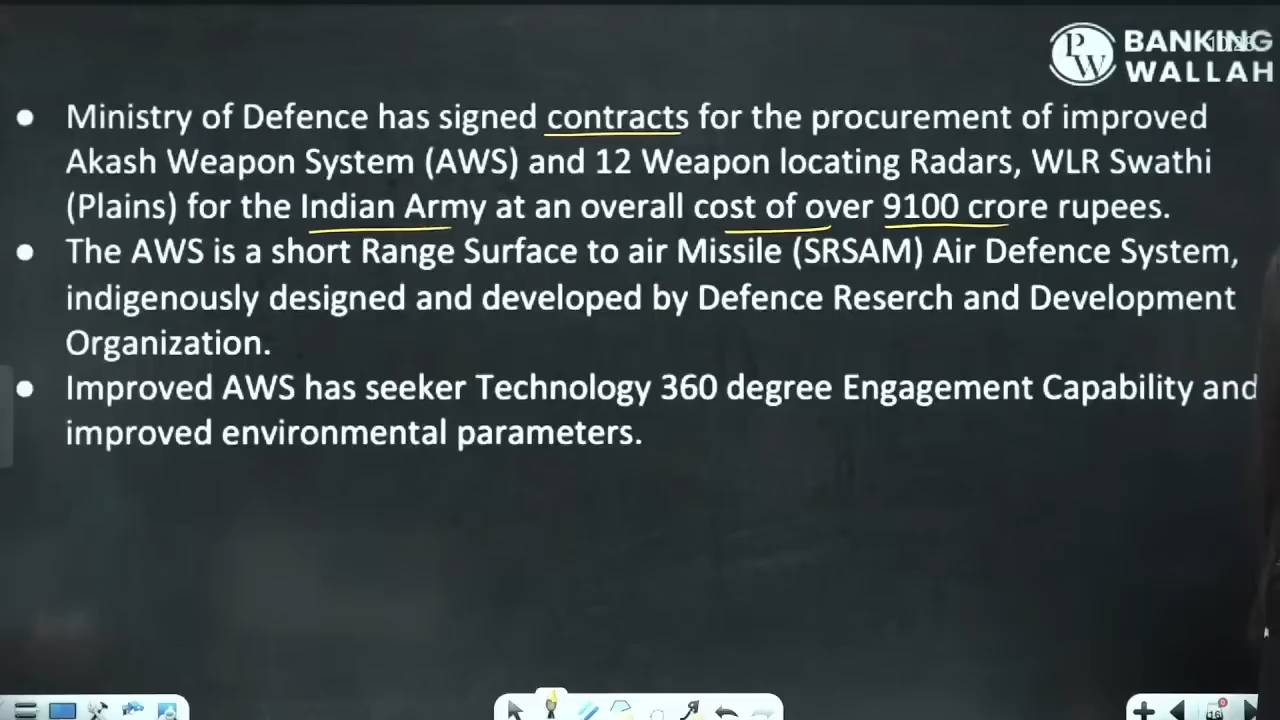 PW BANKING
WALLAH
● Ministry of Defence has signed contracts for the procurement of improved
Akash Weapon System (AWS) and 12 Weapon locating Radars, WLR Swathi
(Plains) for the Indian Army at an overall cost of over 9100 crore rupees.
● The AWS is a short Range Surface to air Missile (SRSAM) Air Defence System,
indigenously designed and developed by Defence Reserch and Development
Organization.
● Improved AWS has seeker Technology 360 degree Engagement Capability and
improved environmental parameters.